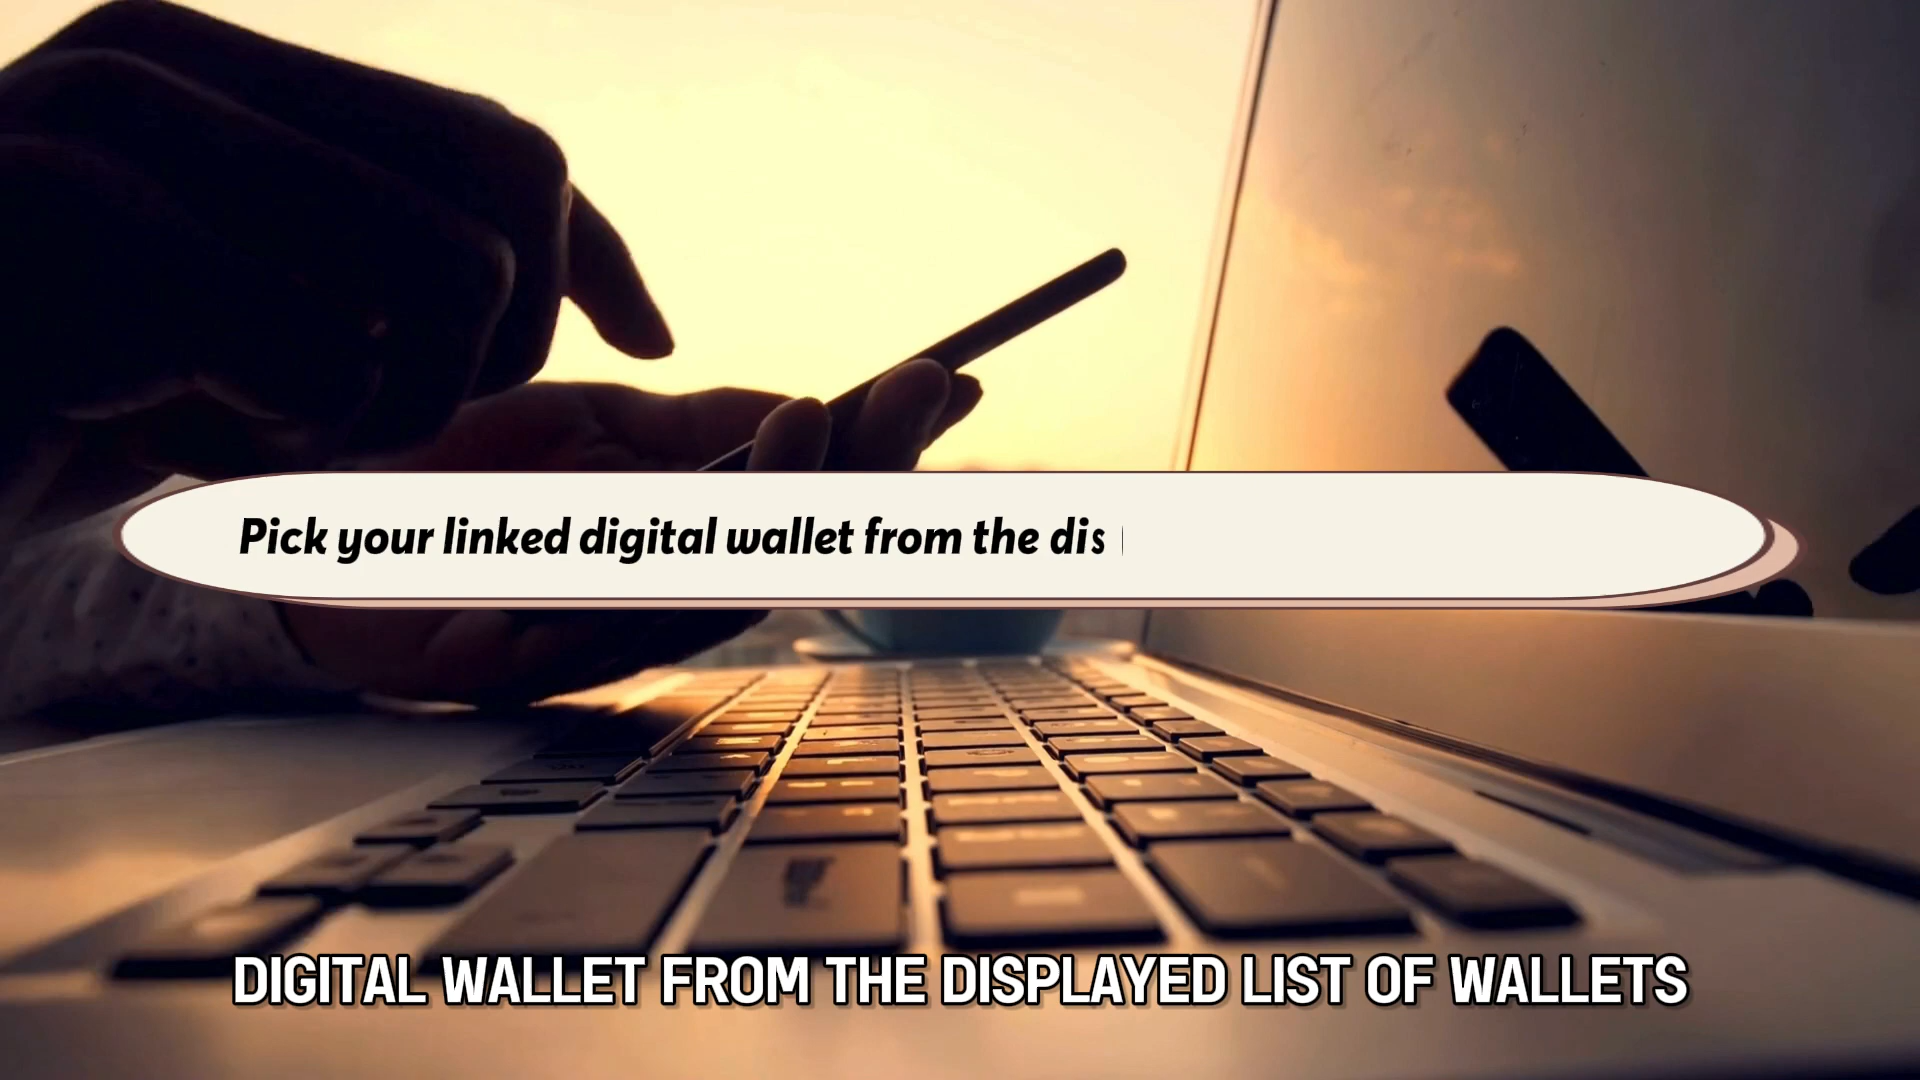 Pick your linked digital wallet from the dis
DIGITAL WALLET FROM THE DISPLAYED LIST OF WALLETS